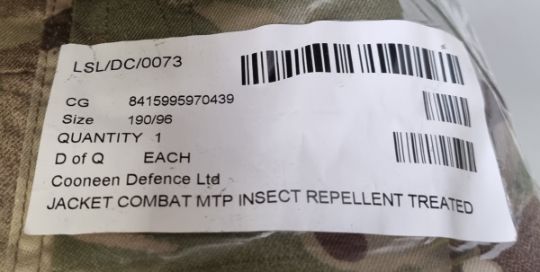 LSL/DC/0073
CG 8415995970439
Size 190/96
QUANTITY 1
D of Q EACH
Cooneen Defence Ltd
JACKET COMBAT MTP INSECT REPELLENT TREATED